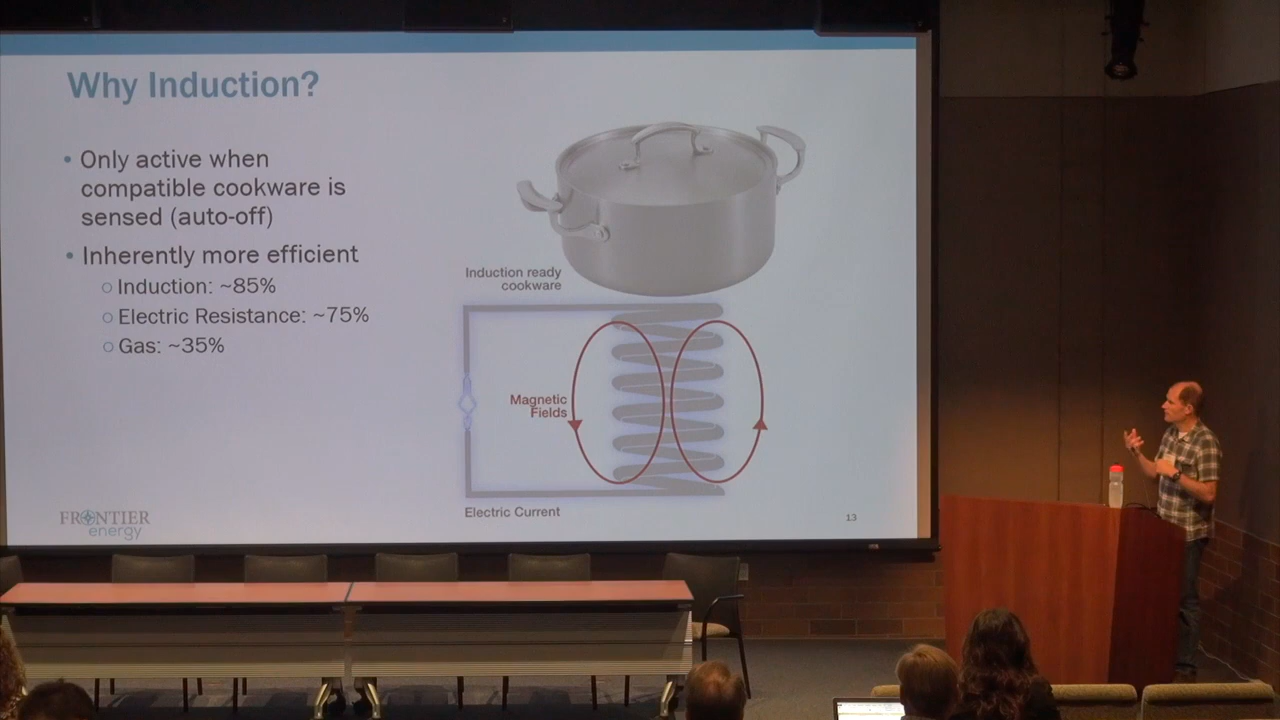 Why Induction?
• Only active when
compatible cookware is
sensed (auto-off)
• Inherently more efficient
○ Induction: ~85%
○ Electric Resistance: ~75%
○ Gas: ~35%
Induction ready
cookware
Magnetic
Fields
Electric Current
FRONTIER
energy
13